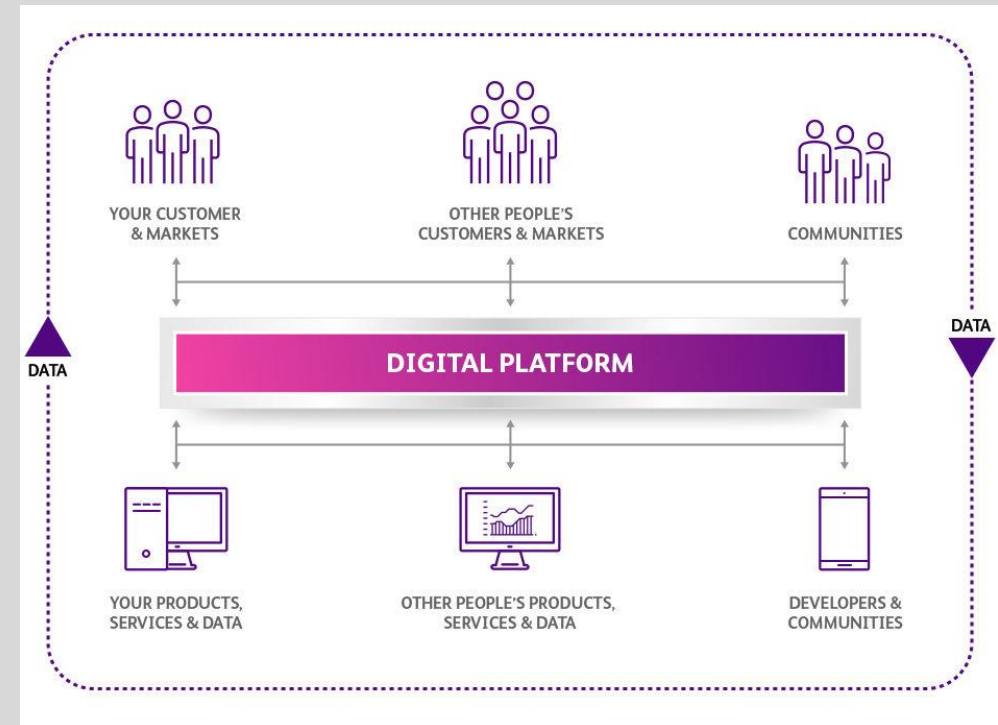 YOUR CUSTOMER
& MARKETS
OTHER PEOPLE'S
CUSTOMERS & MARKETS
COMMUNITIES
DATA
DATA
DIGITAL PLATFORM
YOUR PRODUCTS,
SERVICES & DATA
OTHER PEOPLE'S PRODUCTS,
SERVICES & DATA
DEVELOPERS &
COMMUNITIES